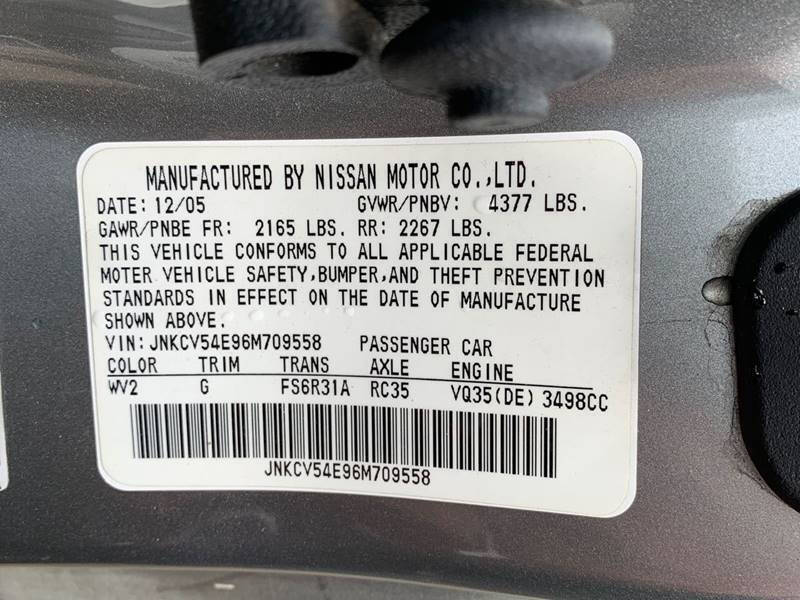 MANUFACTURED BY NISSAN MOTOR CO.,LTD.
DATE: 12/05 GVWR/PNBV: 4377 LBS.
GAWR/PNBE FR: 2165 LBS. RR: 2267 LBS.
THIS VEHICLE CONFORMS TO ALL APPLICABLE FEDERAL
MOTER VEHICLE SAFETY,BUMPER,AND THEFT PREVENTION
STANDARDS IN EFFECT ON THE DATE OF MANUFACTURE
SHOWN ABOVE.
VIN: JNKCV54E96M709558 PASSENGER CAR
COLOR TRIM TRANS AXLE ENGINE
WV2 G FS6R31A RC35 VQ35(DE) 3498CC
JNKCV54E96M709558